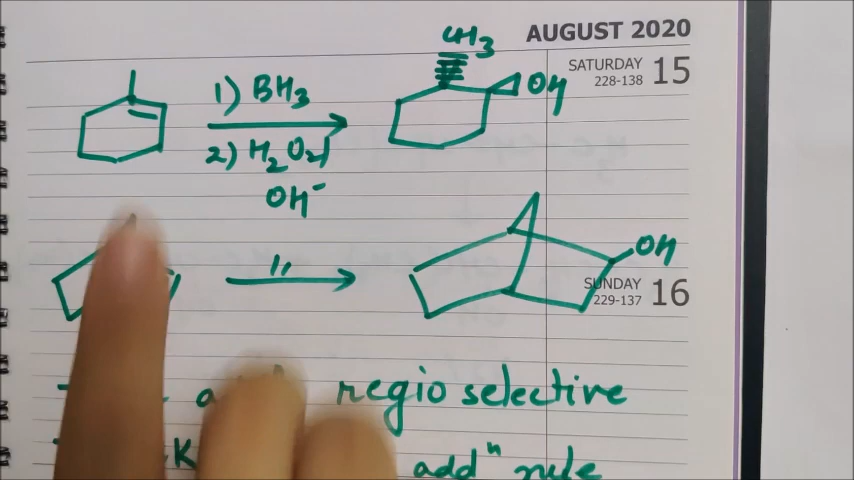 AUGUST 2020
SATURDAY 15
228-138
CH3
OH
1) BH3
2) H2O2/
OH-
OH
SUNDAY 16
229-137
regio selective
addn rule